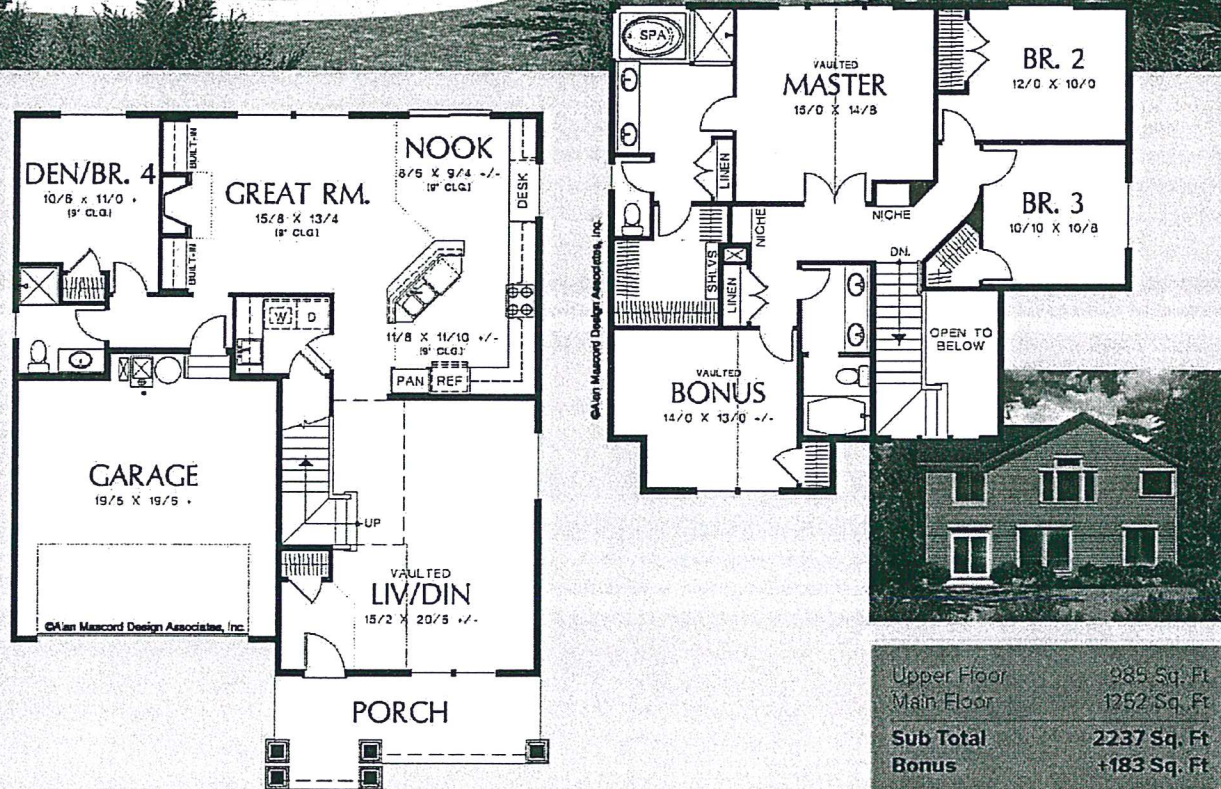 DEN/BR. 4
10/6 X 11/0 +
(9' CLG.)
BUILT-IN
BUILT-IN
GREAT RM.
15/8 X 13/4
(9' CLG.)
NOOK
8/6 X 9/4 +/-
(9' CLG.)
DESK
W
D
11/8 X 11/10 +/-
(9' CLG.)
PAN
REF
GARAGE
19/6 X 19/6 +
UP
VAULTED
LIV/DIN
15/2 X 20/6 +/-
©Alan Mascord Design Associates, Inc.
PORCH
SPA
VAULTED
MASTER
15/0 X 14/8
BR. 2
12/0 X 10/0
LINEN
BR. 3
10/10 X 10/8
NICHE
NICHE
SHLVS
LINEN
DN.
OPEN TO
BELOW
VAULTED
BONUS
14/0 X 13/0 +/-
©Alan Mascord Design Associates, Inc.
Upper Floor 985 Sq. Ft
Main Floor 1252 Sq. Ft
Sub Total 2237 Sq. Ft
Bonus +183 Sq. Ft